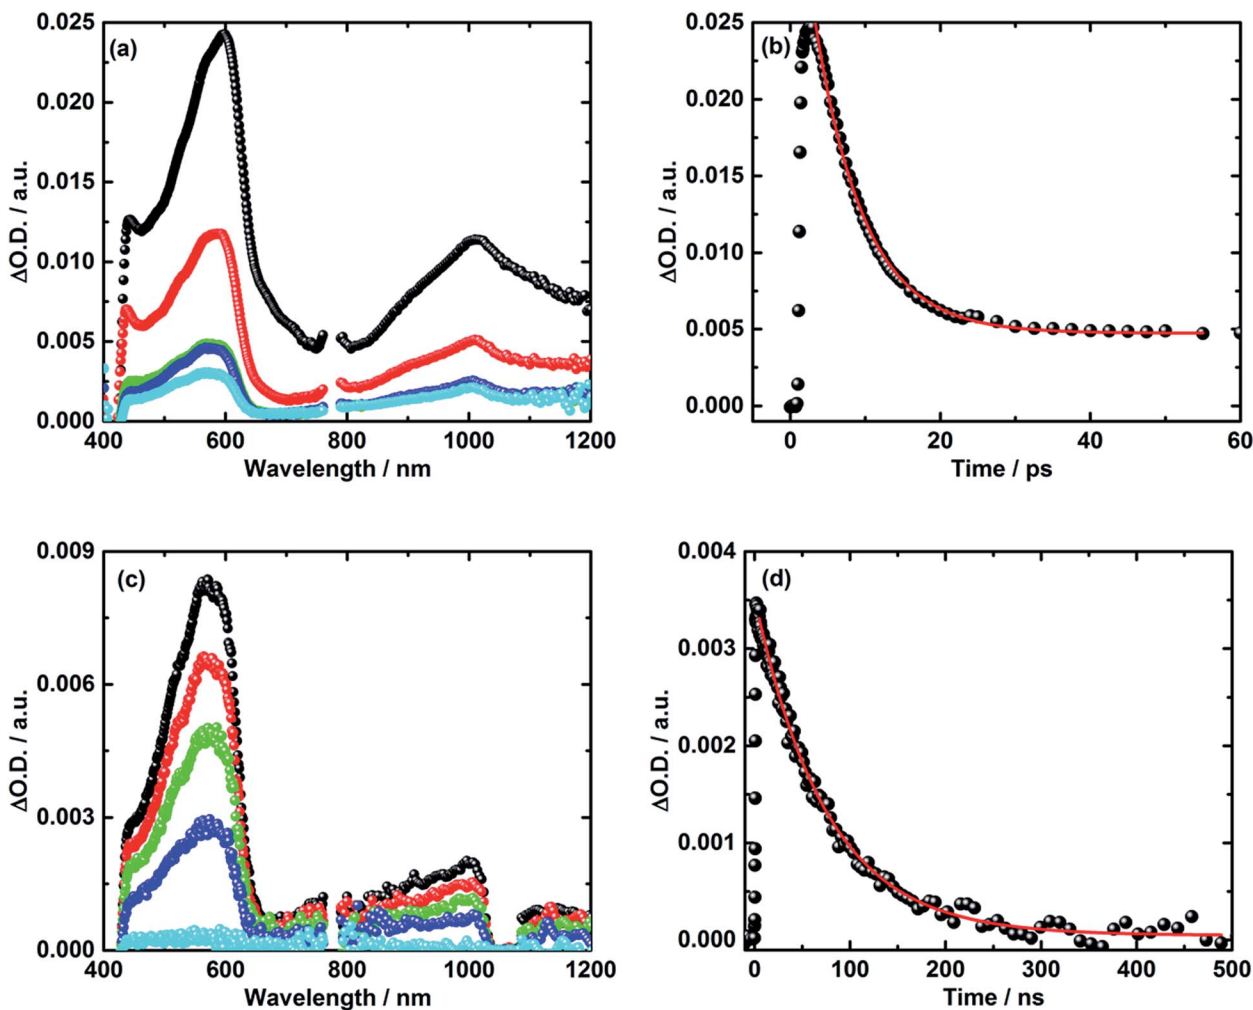 (a)
0.025
0.020
0.015
0.010
0.005
0.000
ΔO.D. / a.u.
400 600 800 1000 1200
Wavelength / nm
(b)
0.025
0.020
0.015
0.010
0.005
0.000
ΔO.D. / a.u.
0 20 40 60
Time / ps
(c)
0.009
0.006
0.003
0.000
ΔO.D. / a.u.
400 600 800 1000 1200
Wavelength / nm
(d)
0.004
0.003
0.002
0.001
0.000
ΔO.D. / a.u.
0 100 200 300 400 500
Time / ns